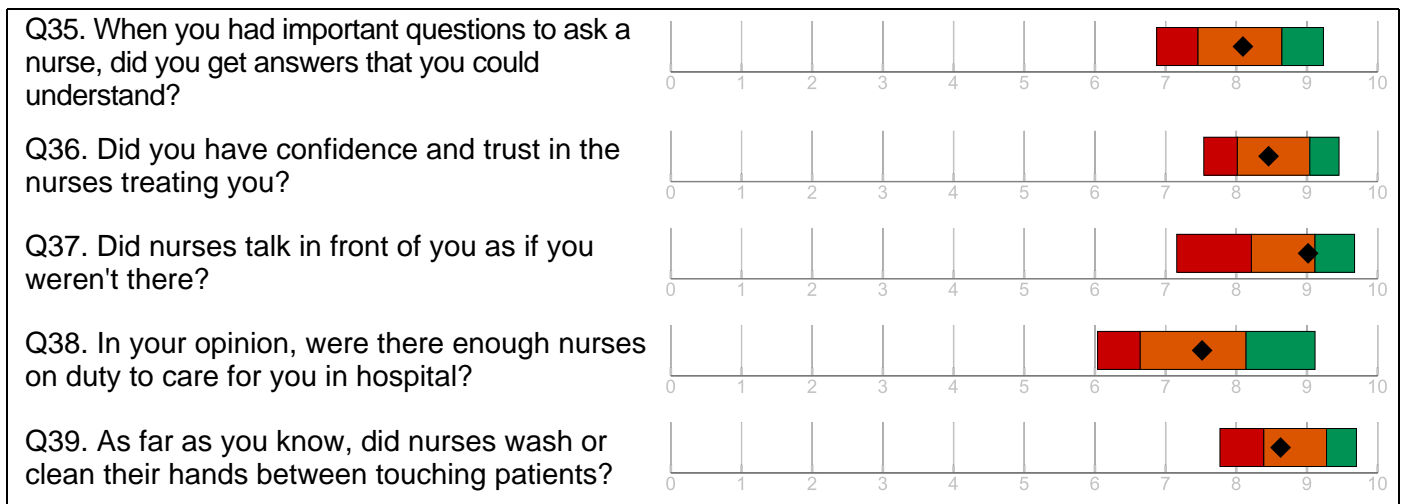 Q35. When you had important questions to ask a
nurse, did you get answers that you could
understand?
0 1 2 3 4 5 6 7 8 9 10
Q36. Did you have confidence and trust in the
nurses treating you?
0 1 2 3 4 5 6 7 8 9 10
Q37. Did nurses talk in front of you as if you
weren't there?
0 1 2 3 4 5 6 7 8 9 10
Q38. In your opinion, were there enough nurses
on duty to care for you in hospital?
0 1 2 3 4 5 6 7 8 9 10
Q39. As far as you know, did nurses wash or
clean their hands between touching patients?
0 1 2 3 4 5 6 7 8 9 10